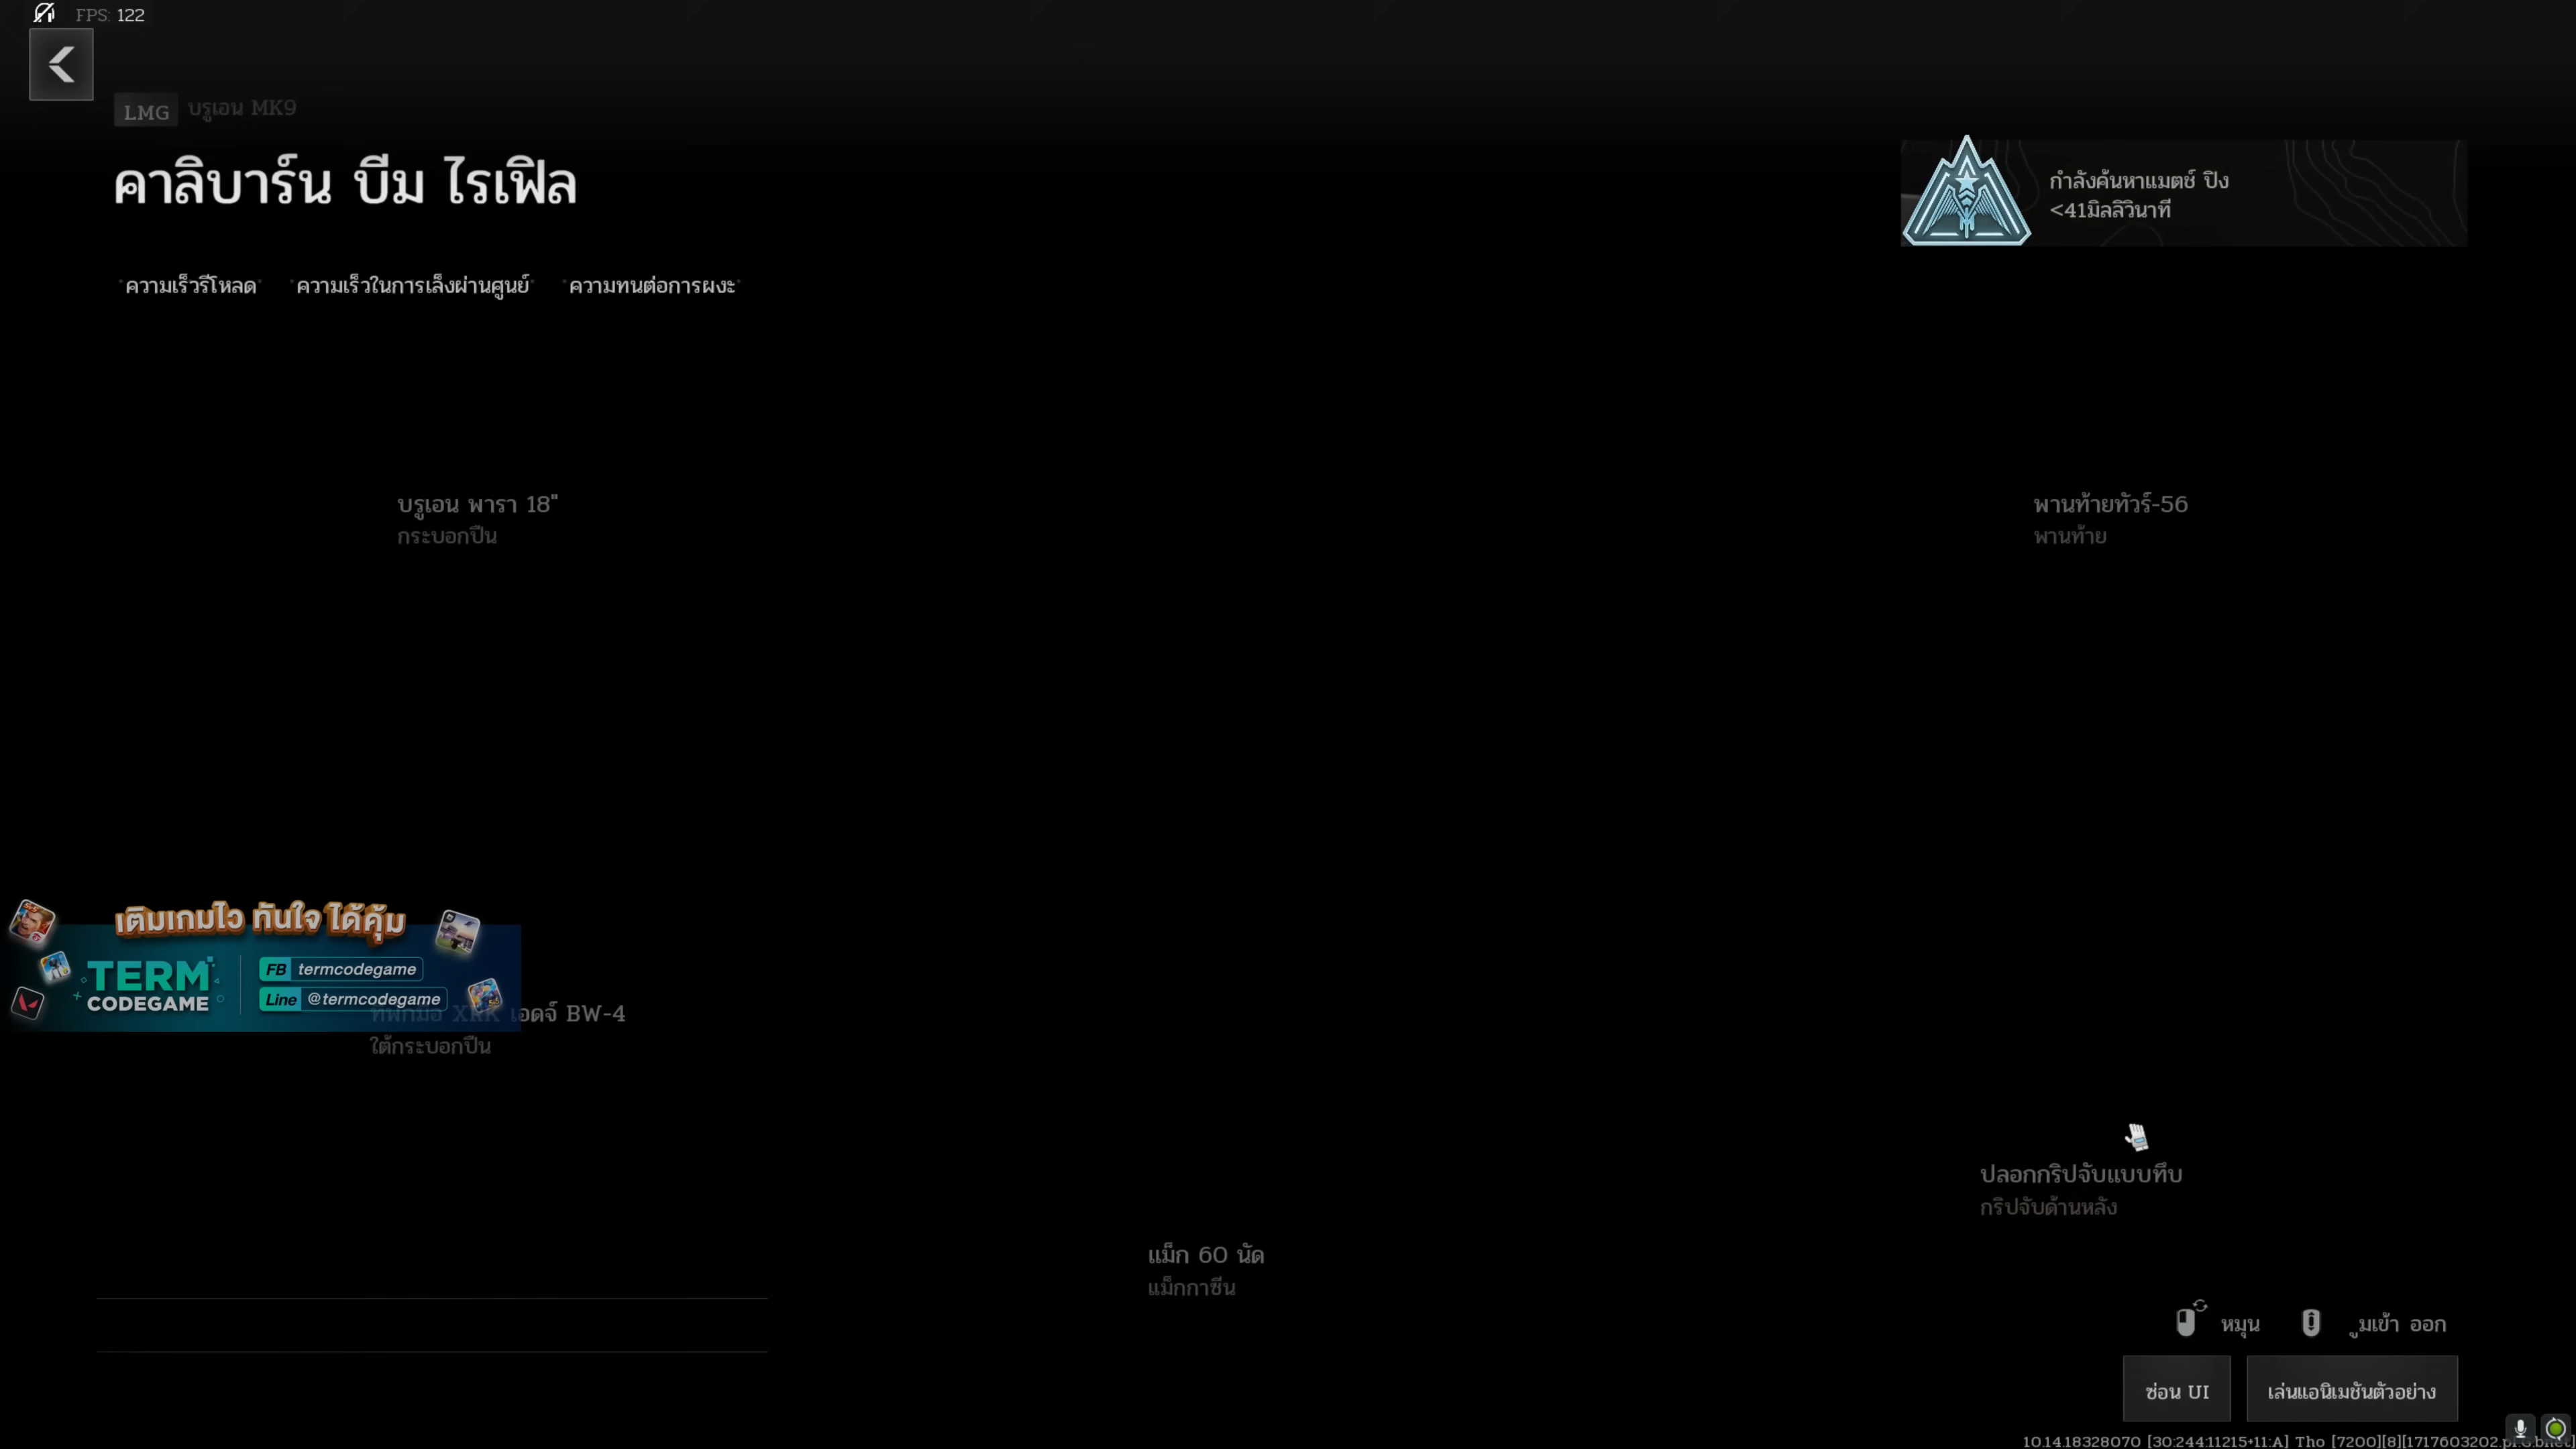 FPS: 122
LMG บรูเอน MK9
คาลิบาร์น บีม ไรเฟิล
ความเร็วรีโหลด ความเร็วในการเล็งผ่านศูนย์ ความทนต่อการผงะ
กำลังค้นหาแมตช์ ปิง
<41มิลลิวินาที
บรูเอน พารา 18"
กระบอกปืน
พานท้ายทัวร์-56
พานท้าย
เติมเกมไว ทันใจ ได้คุ้ม
TERM
CODEGAME
FB termcodegame
Line @termcodegame
เอดจ์ BW-4
ใต้กระบอกปืน
ปลอกกริปจับแบบทึบ
กริปจับด้านหลัง
แม็ก 60 นัด
แม็กกาซีน
หมุน ูมเข้า ออก
ซ่อน UI
เล่นแอนิเมชันตัวอย่าง
10.14.18328070 [30:244:11215+11:A] Tho [7200][8][1717603202